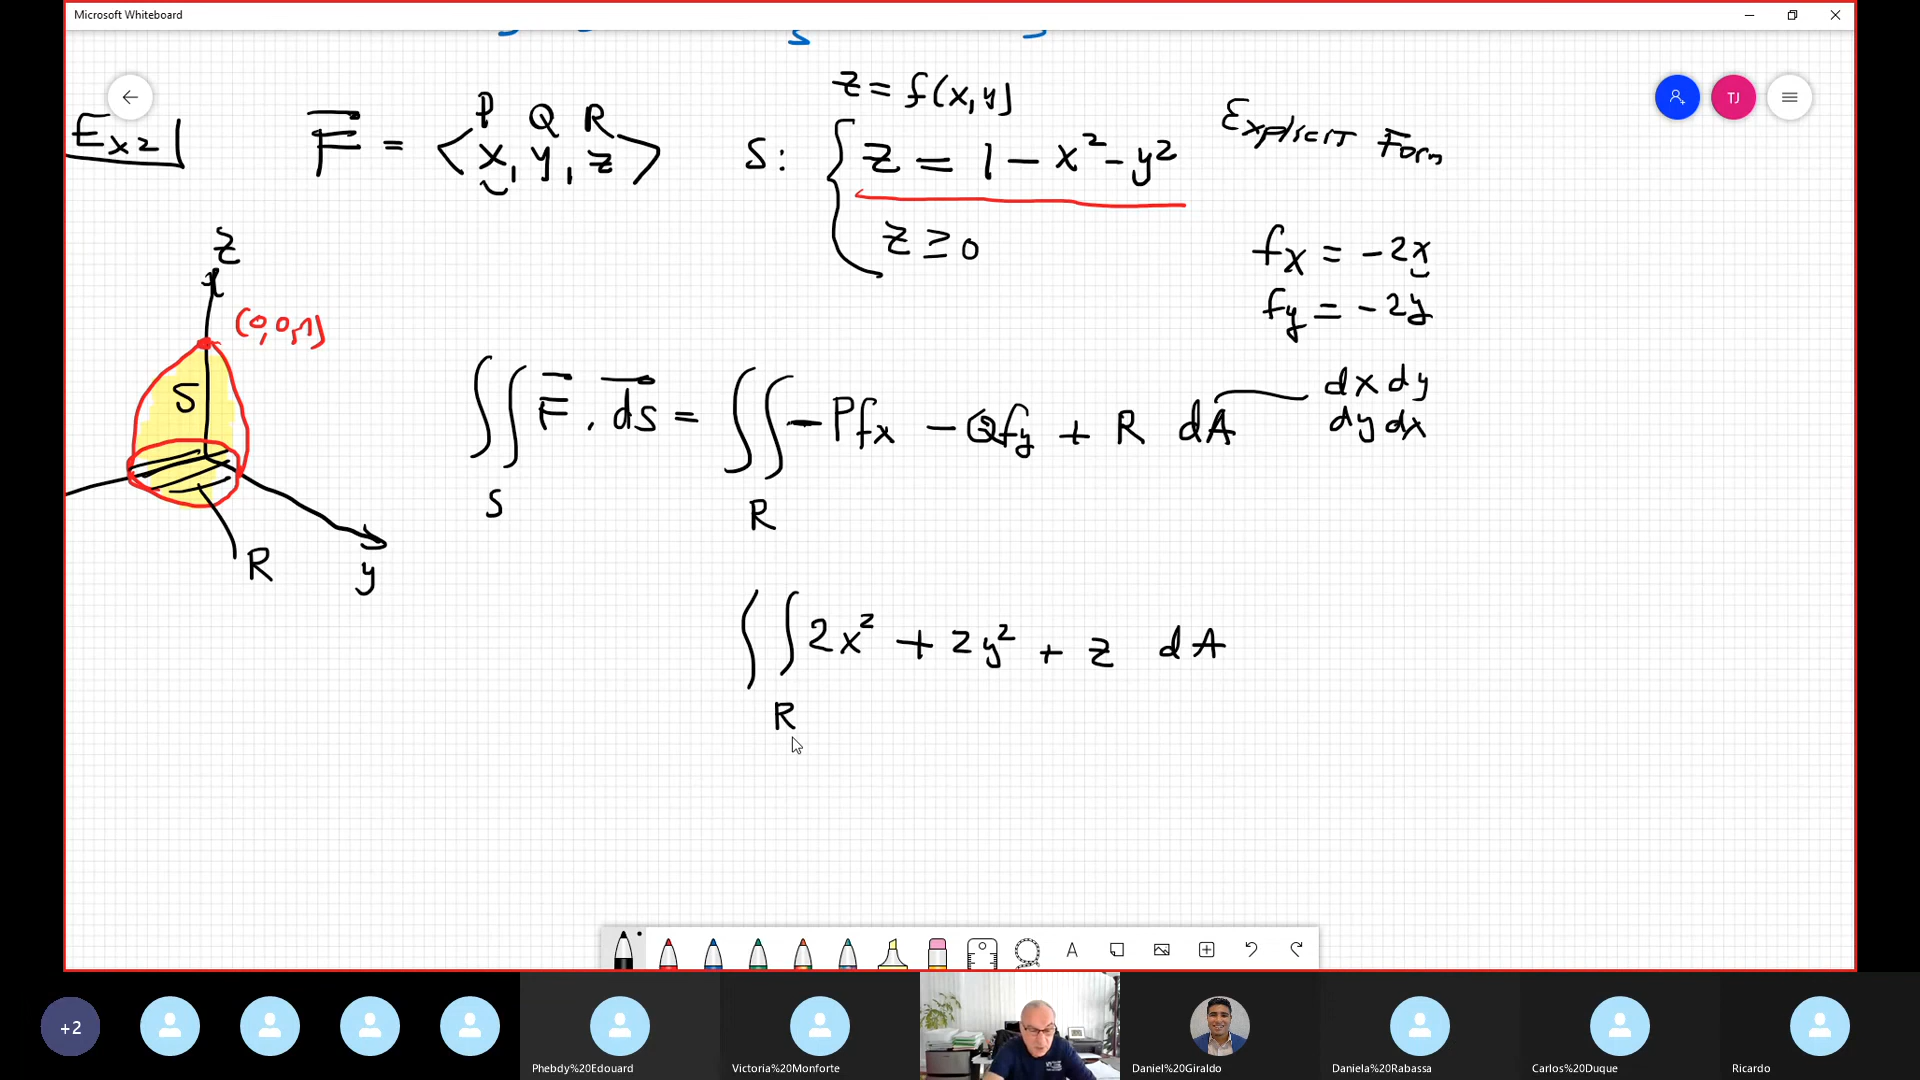 Microsoft Whiteboard
TJ
Ex2
F = <x, y, z>
P Q R
z = f(x,y)
S: { z = 1 - x² - y²
z ≥ 0
Explicit Form
fx = -2x
fy = -2y
z
(0,0,1)
S
R
y
∫∫ F . ds = ∫∫ -Pfx - Qfy + R dA
S R
dx dy
dy dx
∫∫ 2x² + 2y² + z dA
R
A
+2
Phebdy%20Edouard
Victoria%20Monforte
Daniel%20Giraldo
Daniela%20Rabassa
Carlos%20Duque
Ricardo